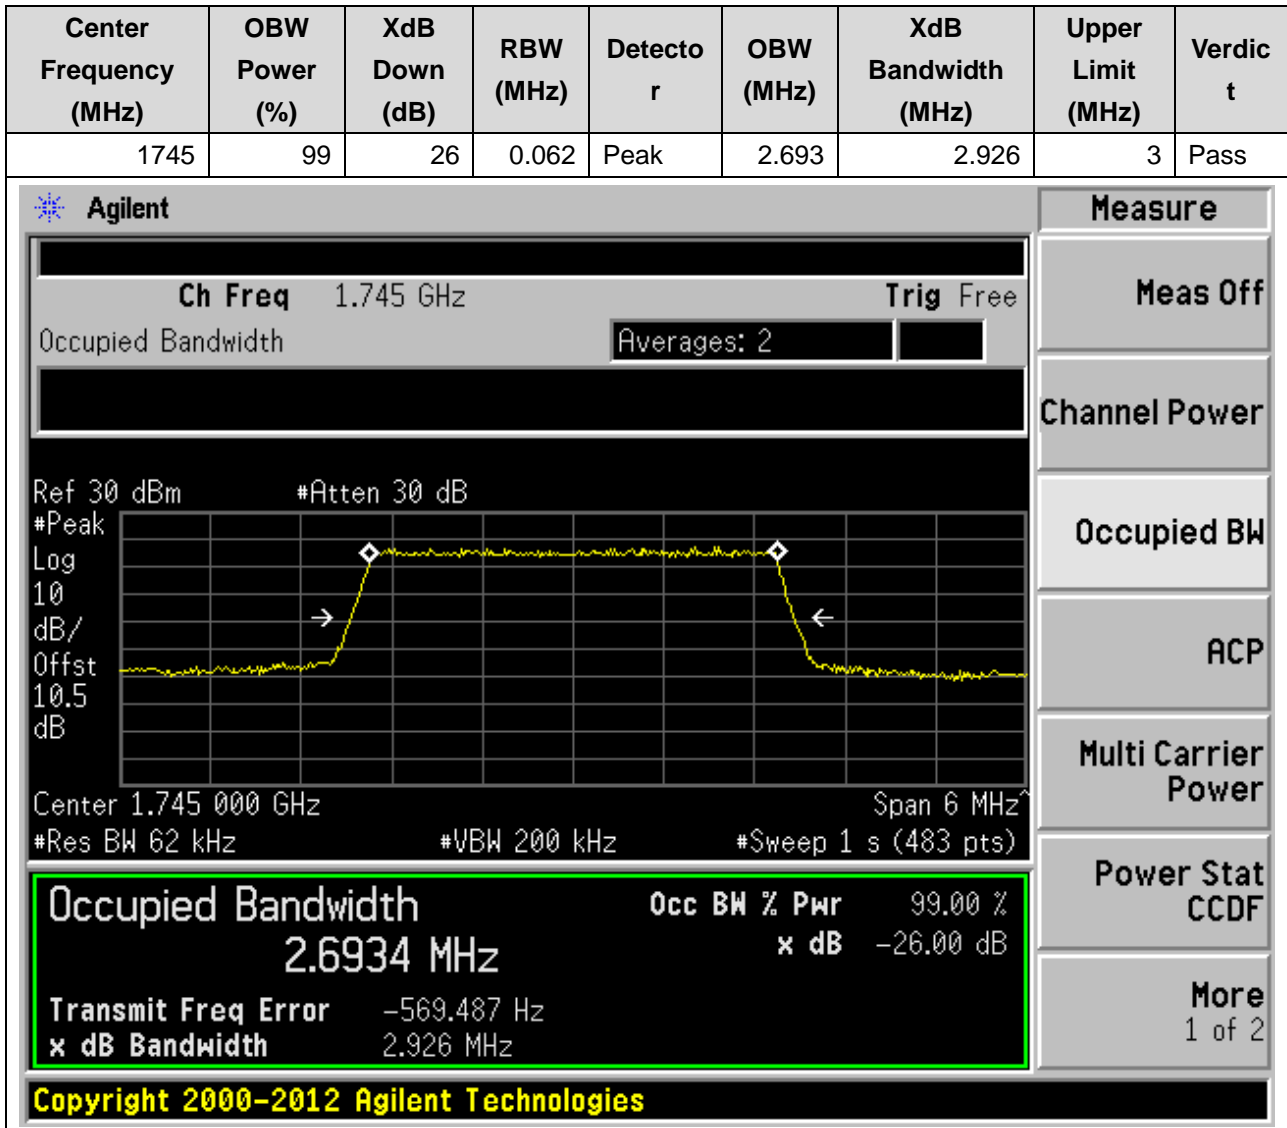 Center Frequency (MHz) OBW Power (%) XdB Down (dB) RBW (MHz) Detecto r OBW (MHz) XdB Bandwidth (MHz) Upper Limit (MHz) Verdic t
1745 99 26 0.062 Peak 2.693 2.926 3 Pass
Agilent
Measure
Ch Freq 1.745 GHz Trig Free
Meas Off
Occupied Bandwidth Averages: 2
Channel Power
Ref 30 dBm #Atten 30 dB
#Peak
Log
10
dB/
Offst
10.5
dB
Occupied BW
ACP
Multi Carrier
Power
Center 1.745 000 GHz Span 6 MHz^
#Res BW 62 kHz #VBW 200 kHz #Sweep 1 s (483 pts)
Power Stat
CCDF
Occupied Bandwidth Occ BW % Pwr 99.00 %
2.6934 MHz x dB -26.00 dB
Transmit Freq Error -569.487 Hz
x dB Bandwidth 2.926 MHz
More
1 of 2
Copyright 2000-2012 Agilent Technologies